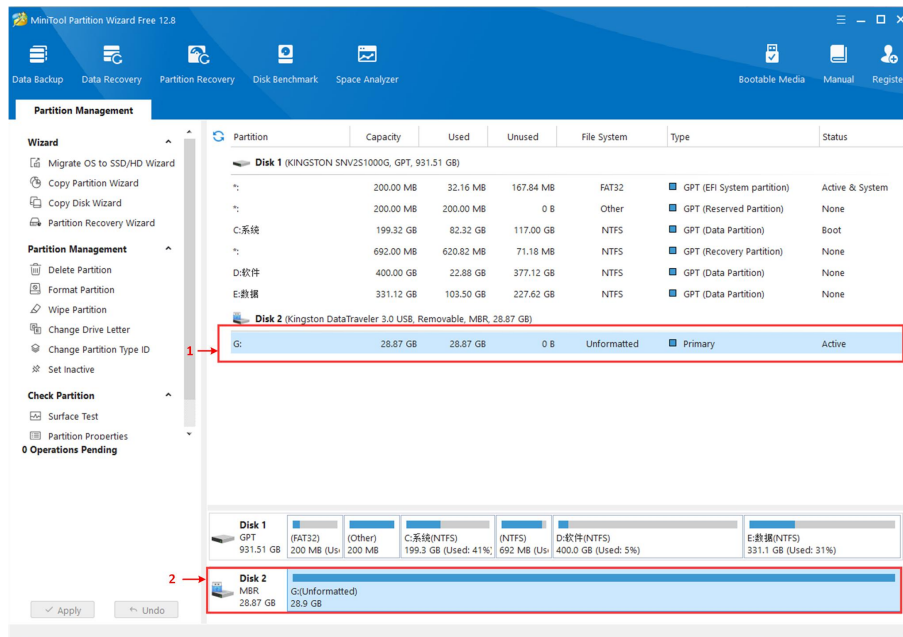 MiniTool Partition Wizard Free 12.8
Data Backup Data Recovery Partition Recovery Disk Benchmark Space Analyzer Bootable Media Manual Registe
Partition Management
Wizard
Migrate OS to SSD/HD Wizard
Copy Partition Wizard
Copy Disk Wizard
Partition Recovery Wizard
Partition Management
Delete Partition
Format Partition
Wipe Partition
Change Drive Letter
Change Partition Type ID
Set Inactive
Check Partition
Surface Test
Partition Properties
0 Operations Pending
Apply Undo
Partition Capacity Used Unused File System Type Status
Disk 1 (KINGSTON SNV2S1000G, GPT, 931.51 GB)
*: 200.00 MB 32.16 MB 167.84 MB FAT32 GPT (EFI System partition) Active & System
*: 200.00 MB 200.00 MB 0 B Other GPT (Reserved Partition) None
C:系统 199.32 GB 82.32 GB 117.00 GB NTFS GPT (Data Partition) Boot
*: 692.00 MB 620.82 MB 71.18 MB NTFS GPT (Recovery Partition) None
D:软件 400.00 GB 22.88 GB 377.12 GB NTFS GPT (Data Partition) None
E:数据 331.12 GB 103.50 GB 227.62 GB NTFS GPT (Data Partition) None
Disk 2 (Kingston DataTraveler 3.0 USB, Removable, MBR, 28.87 GB)
1
G: 28.87 GB 28.87 GB 0 B Unformatted Primary Active
Disk 1
GPT (FAT32) (Other) C:系统(NTFS) (NTFS) D:软件(NTFS) E:数据(NTFS)
931.51 GB 200 MB (Us 200 MB 199.3 GB (Used: 41%) 692 MB (Us 400.0 GB (Used: 5%) 331.1 GB (Used: 31%)
2
Disk 2
MBR G:(Unformatted)
28.87 GB 28.9 GB